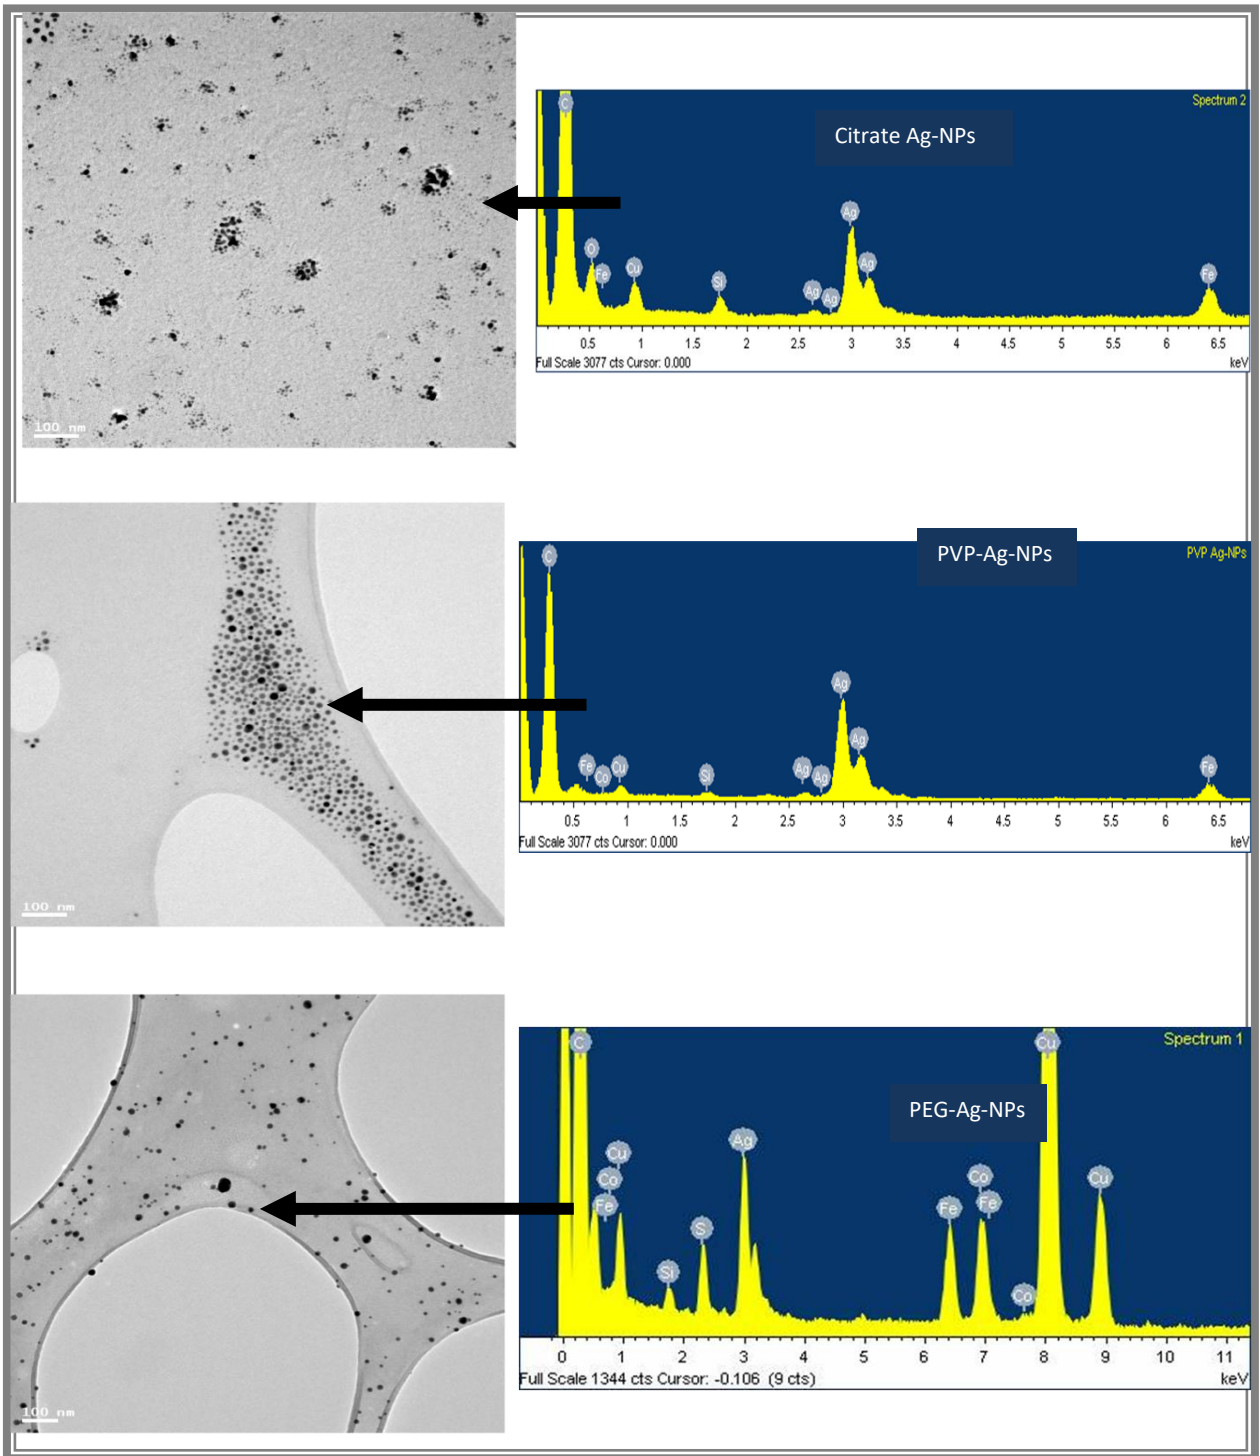 Spectrum 2
Citrate Ag-NPs
C
O
Fe
Cu
Si
Ag
Ag
Ag
Ag
Fe
0.5 1 1.5 2 2.5 3 3.5 4 4.5 5 5.5 6 6.5
Full Scale 3077 cts Cursor: 0.000 keV
100 nm
PVP-Ag-NPs
PVP Ag-NPs
C
Fe
Co
Cu
Si
Ag
Ag
Ag
Ag
Fe
0.5 1 1.5 2 2.5 3 3.5 4 4.5 5 5.5 6 6.5
Full Scale 3077 cts Cursor: 0.000 keV
100 nm
Spectrum 1
PEG-Ag-NPs
C
Cu
Co
Fe
Si
S
Ag
Fe
Co
Fe
Co
Cu
Cu
0 1 2 3 4 5 6 7 8 9 10 11
Full Scale 1344 cts Cursor: -0.106 (9 cts) keV
100 nm